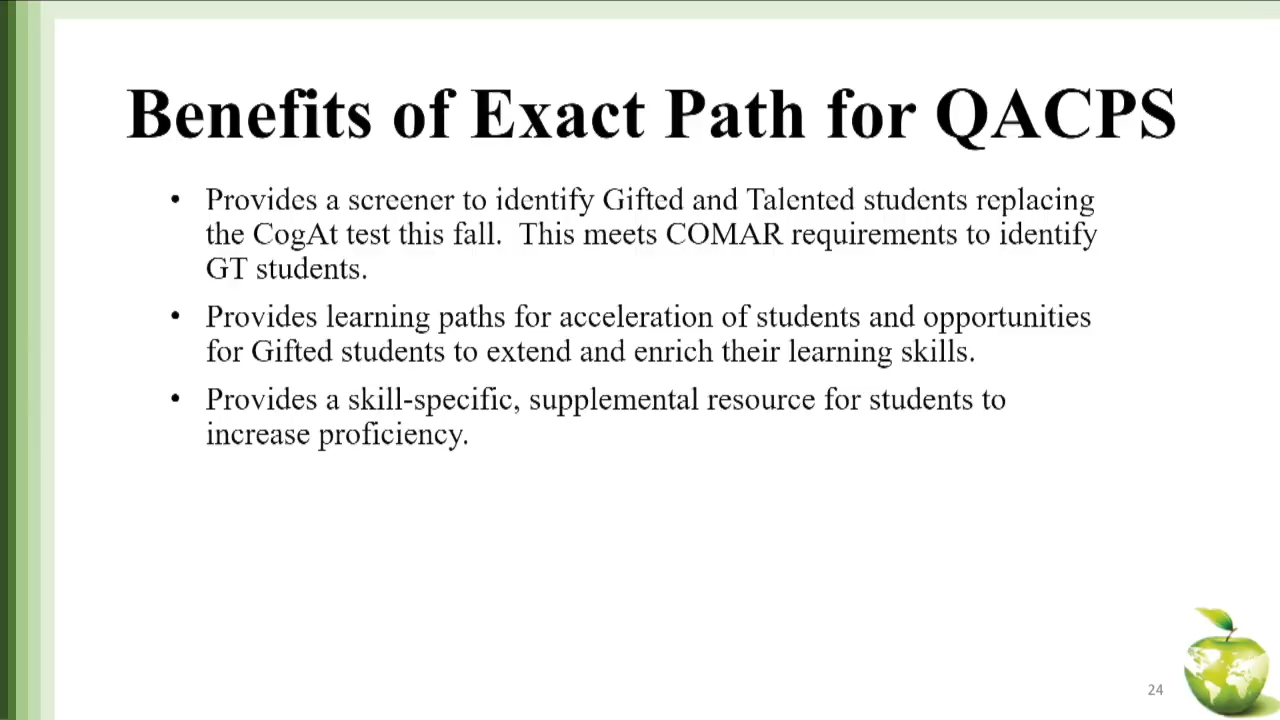 Benefits of Exact Path for QACPS
• Provides a screener to identify Gifted and Talented students replacing
the CogAt test this fall.  This meets COMAR requirements to identify
GT students.
• Provides learning paths for acceleration of students and opportunities
for Gifted students to extend and enrich their learning skills.
• Provides a skill-specific, supplemental resource for students to
increase proficiency.
24